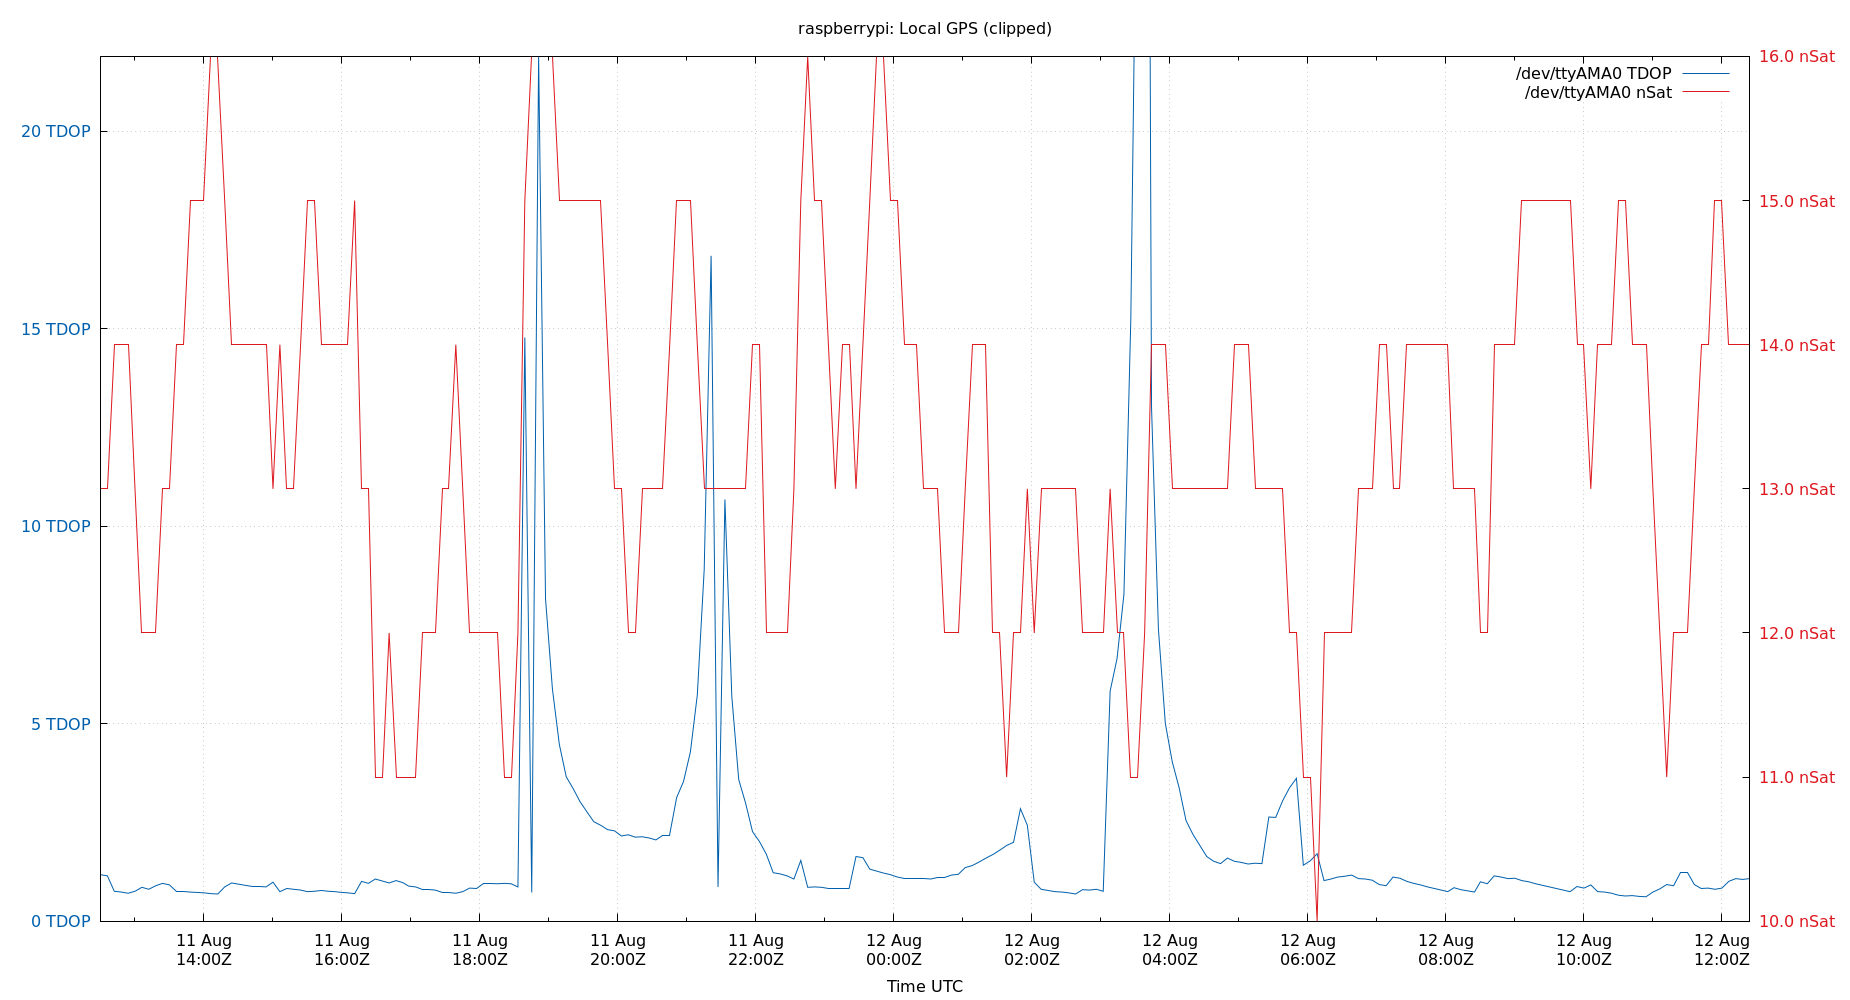 raspberrypi: Local GPS (clipped)
/dev/ttyAMA0 TDOP
/dev/ttyAMA0 nSat
20 TDOP
15 TDOP
10 TDOP
5 TDOP
0 TDOP
16.0 nSat
15.0 nSat
14.0 nSat
13.0 nSat
12.0 nSat
11.0 nSat
10.0 nSat
11 Aug
14:00Z
11 Aug
16:00Z
11 Aug
18:00Z
11 Aug
20:00Z
11 Aug
22:00Z
12 Aug
00:00Z
12 Aug
02:00Z
12 Aug
04:00Z
12 Aug
06:00Z
12 Aug
08:00Z
12 Aug
10:00Z
12 Aug
12:00Z
Time UTC